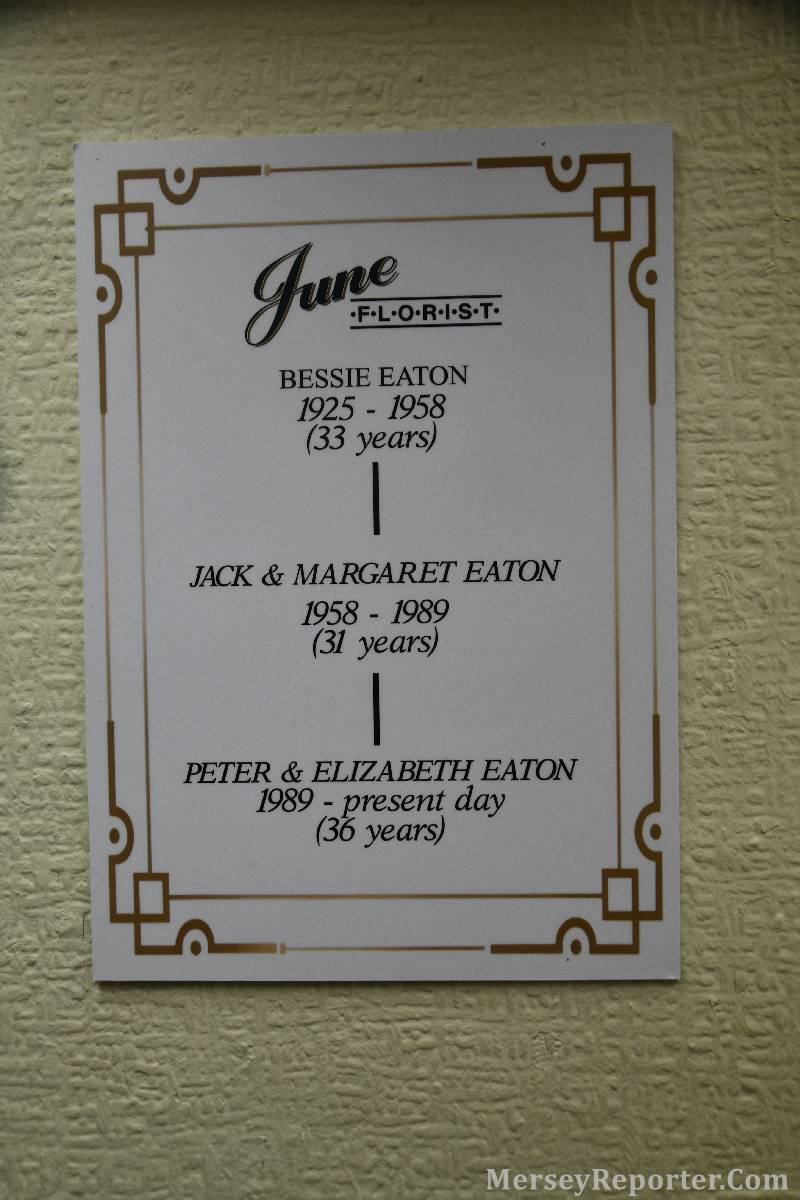 June
·F·L·O·R·I·S·T·
BESSIE EATON
1925 - 1958
(33 years)
JACK & MARGARET EATON
1958 - 1989
(31 years)
PETER & ELIZABETH EATON
1989 - present day
(36 years)
MerseyReporter.Com